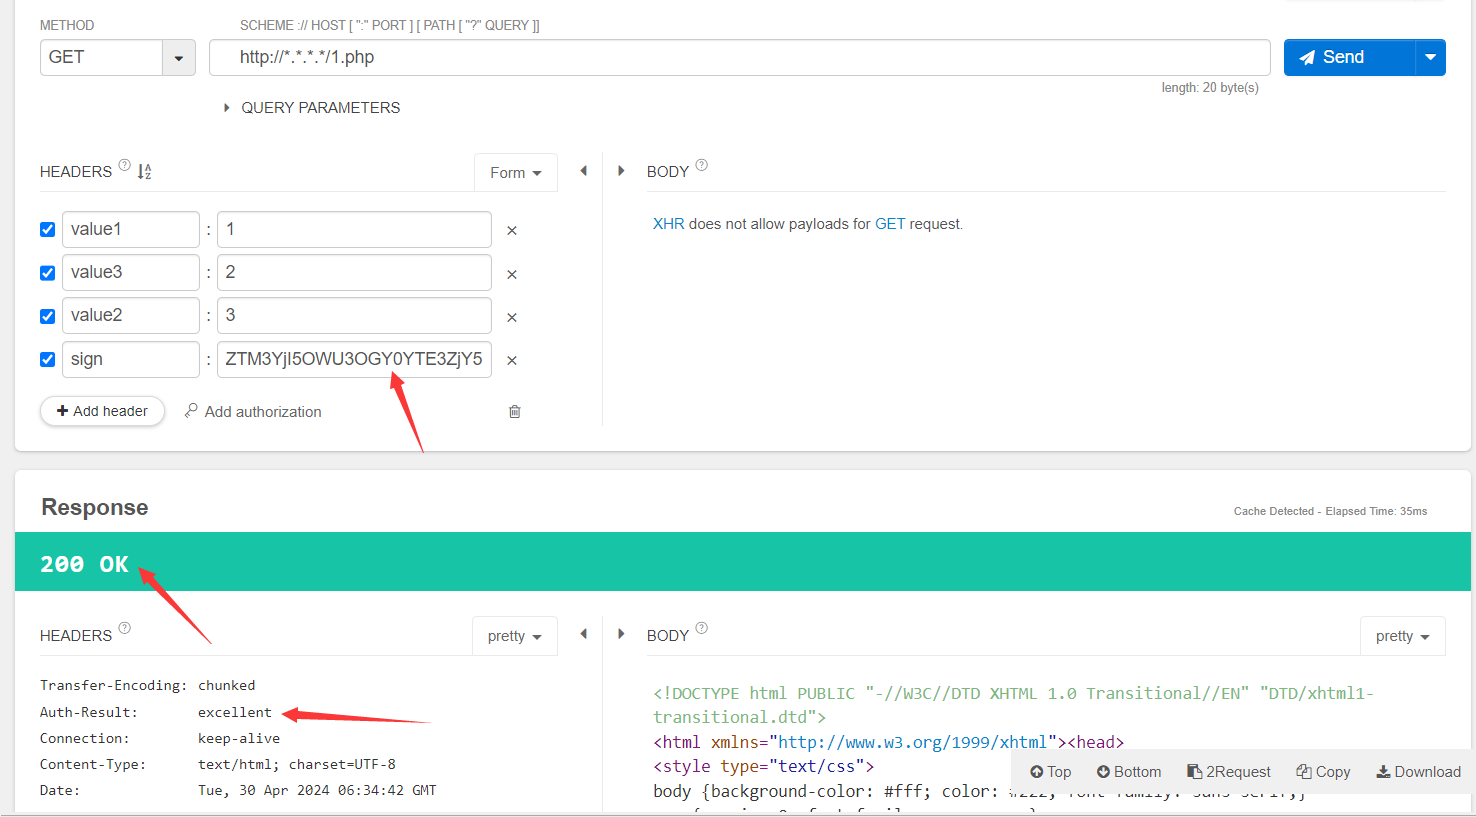 METHOD
SCHEME :// HOST [ ":" PORT ] [ PATH [ "?" QUERY ]]
GET
http://*.*.*.*/1.php
Send
length: 20 byte(s)
QUERY PARAMETERS
HEADERS
Form
BODY
value1 : 1
XHR does not allow payloads for GET request.
value3 : 2
value2 : 3
sign : ZTM3YjI5OWU3OGY0YTE3ZjY5
Add header
Add authorization
Response
Cache Detected - Elapsed Time: 35ms
200 OK
HEADERS
pretty
BODY
pretty
Transfer-Encoding: chunked
Auth-Result: excellent
Connection: keep-alive
Content-Type: text/html; charset=UTF-8
Date: Tue, 30 Apr 2024 06:34:42 GMT
<!DOCTYPE html PUBLIC "-//W3C//DTD XHTML 1.0 Transitional//EN" "DTD/xhtml1-
transitional.dtd">
<html xmlns="http://www.w3.org/1999/xhtml"><head>
<style type="text/css">
body {background-color: #fff; color:
Top
Bottom
2Request
Copy
Download